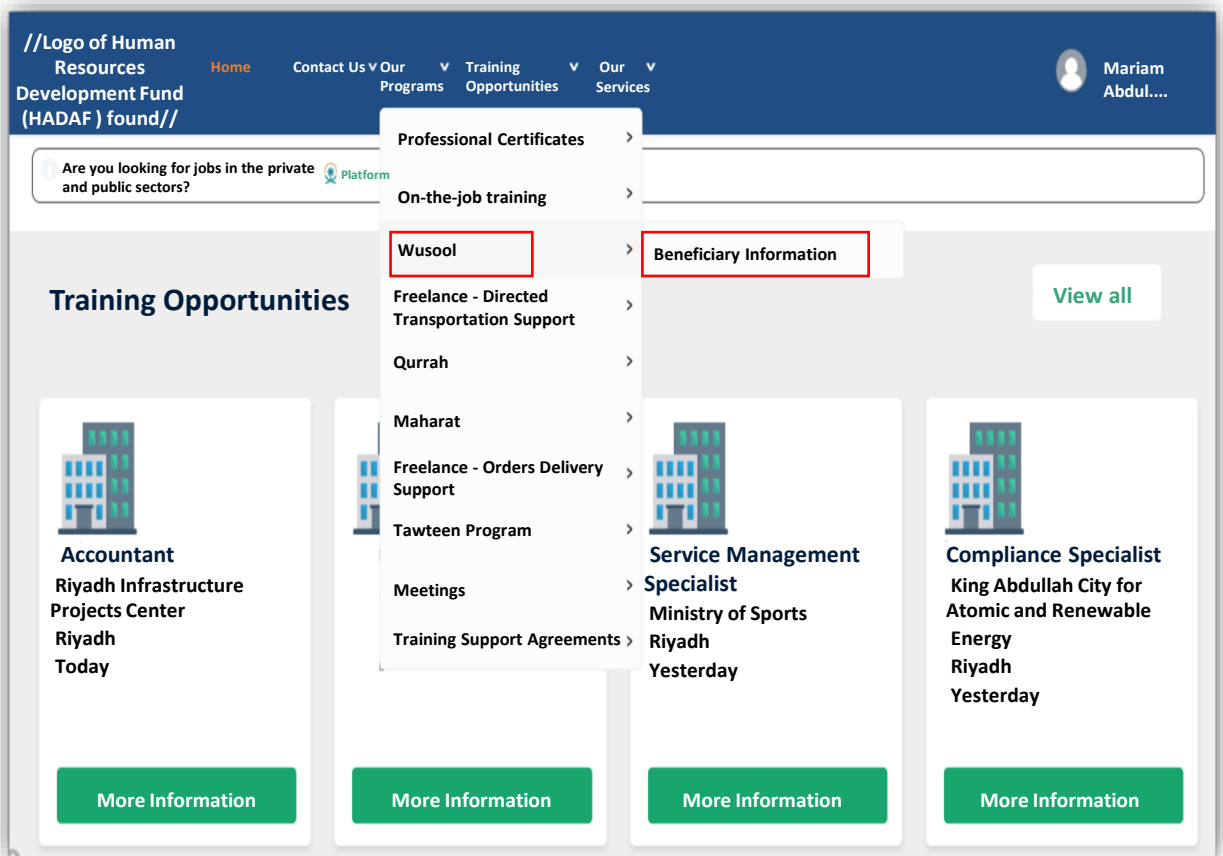 //Logo of Human
Resources
Development Fund
(HADAF ) found//
Home
Contact Us
Our
Programs
Training
Opportunities
Our
Services
Mariam
Abdul....
Are you looking for jobs in the private
and public sectors?
Platform
Professional Certificates
On-the-job training
Wusool
Beneficiary Information
Freelance - Directed
Transportation Support
Qurrah
Maharat
Freelance - Orders Delivery
Support
Tawteen Program
Meetings
Training Support Agreements
Training Opportunities
View all
Accountant
Riyadh Infrastructure
Projects Center
Riyadh
Today
More Information
More Information
Service Management
Specialist
Ministry of Sports
Riyadh
Yesterday
More Information
Compliance Specialist
King Abdullah City for
Atomic and Renewable
Energy
Riyadh
Yesterday
More Information